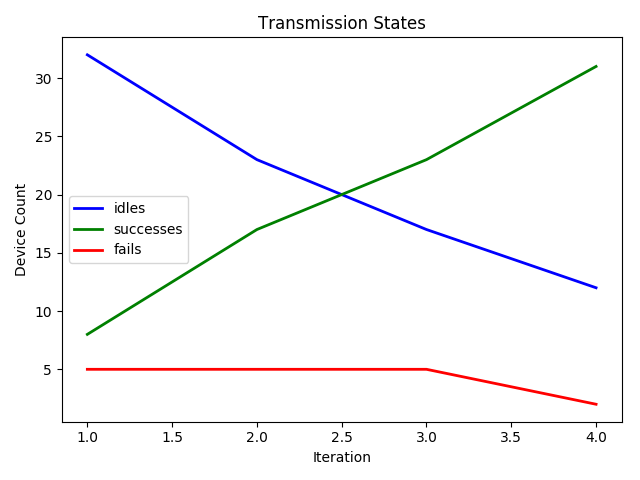 Transmission States
30
25
20
15
10
5
Device Count
idles
successes
fails
1.0 1.5 2.0 2.5 3.0 3.5 4.0
Iteration